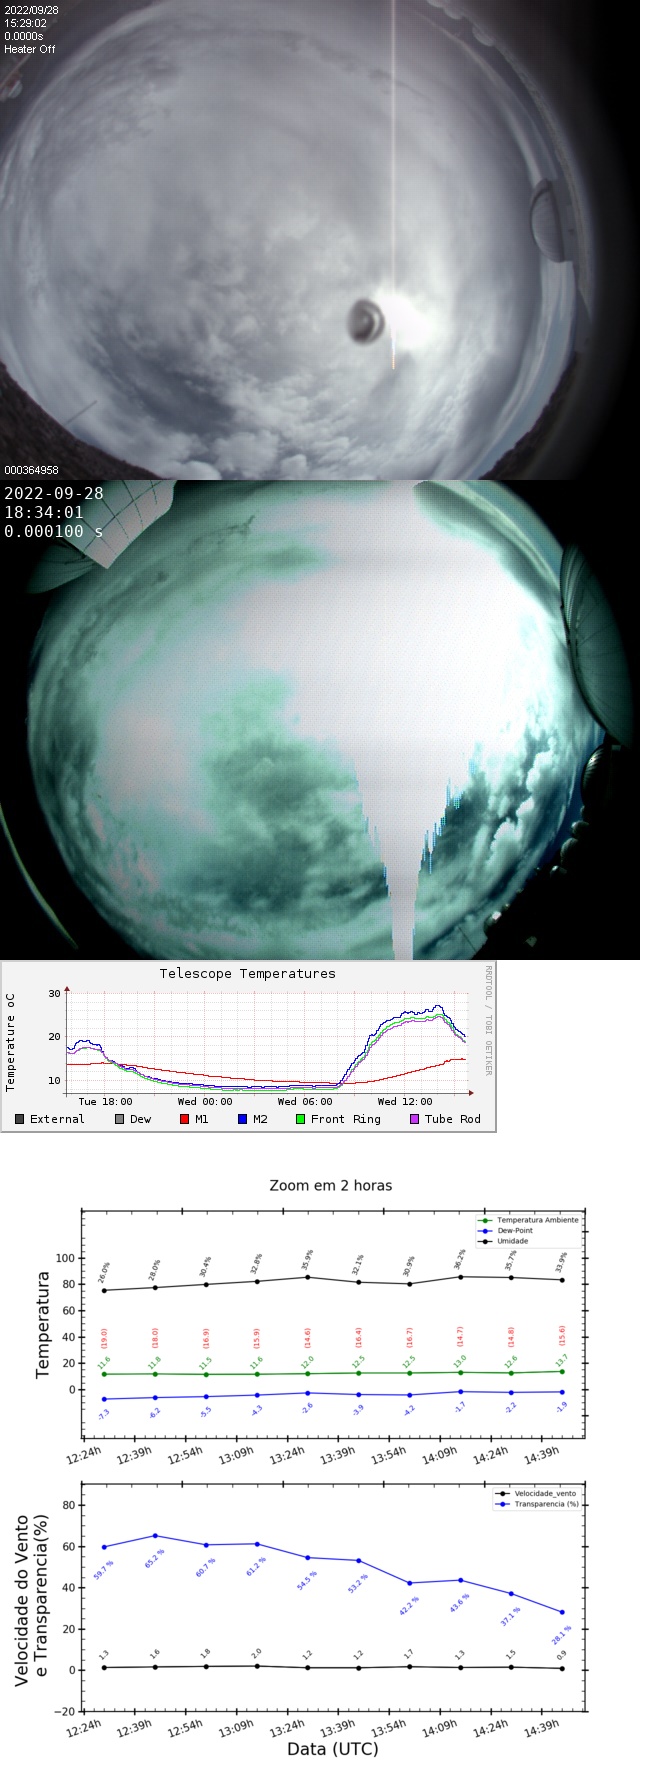 2022/09/28
15:29:02
0.0000s
Heater Off
000364958
2022-09-28
18:34:01
0.000100 s
Telescope Temperatures
RRDTOOL / TOBI OETIKER
Temperature oC
30
20
10
Tue 18:00 Wed 00:00 Wed 06:00 Wed 12:00
External Dew M1 M2 Front Ring Tube Rod
Zoom em 2 horas
Temperatura Ambiente
Dew-Point
Umidade
Temperatura
100
80
60
40
20
0
26.0% 28.0% 30.4% 32.8% 35.9% 32.1% 30.9% 36.2% 35.7% 33.9%
(19.0) (18.0) (16.9) (15.9) (14.6) (16.4) (16.7) (14.7) (14.8) (15.6)
11.6 11.8 11.5 11.6 12.0 12.5 12.5 13.0 12.6 13.7
-7.3 -6.2 -5.5 -4.3 -2.6 -3.9 -4.2 -1.7 -2.2 -1.9
12:24h 12:39h 12:54h 13:09h 13:24h 13:39h 13:54h 14:09h 14:24h 14:39h
Velocidade_vento
Transparencia (%)
Velocidade do Vento
e Transparencia(%)
80
60
40
20
0
−20
59.7 % 65.2 % 60.7 % 61.2 % 54.5 % 53.2 % 42.2 % 43.6 % 37.1 % 28.1 %
1.3 1.6 1.8 2.0 1.2 1.2 1.7 1.3 1.5 0.9
12:24h 12:39h 12:54h 13:09h 13:24h 13:39h 13:54h 14:09h 14:24h 14:39h
Data (UTC)